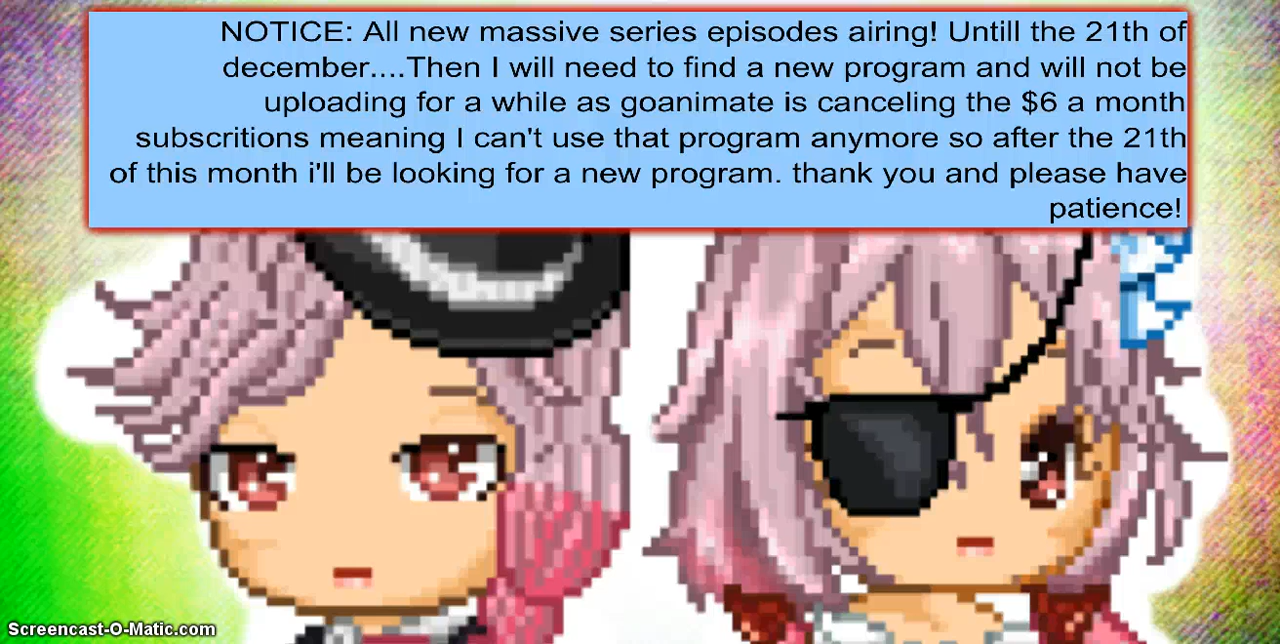 NOTICE: All new massive series episodes airing! Untill the 21th of
december....Then I will need to find a new program and will not be
uploading for a while as goanimate is canceling the $6 a month
subscritions meaning I can't use that program anymore so after the 21th
of this month i'll be looking for a new program. thank you and please have
patience!
Screencast-O-Matic.com